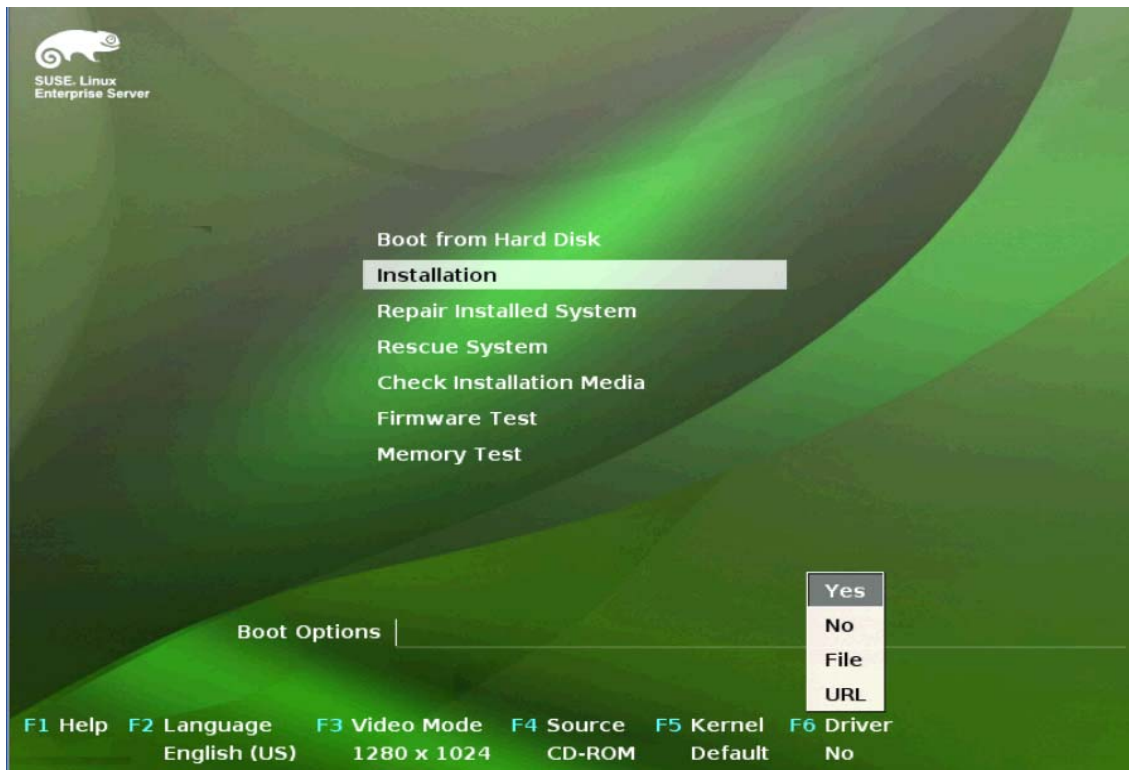 SUSE. Linux
Enterprise Server
Boot from Hard Disk
Installation
Repair Installed System
Rescue System
Check Installation Media
Firmware Test
Memory Test
Yes
No
File
URL
Boot Options
F1 Help F2 Language F3 Video Mode F4 Source F5 Kernel F6 Driver
English (US) 1280 x 1024 CD-ROM Default No